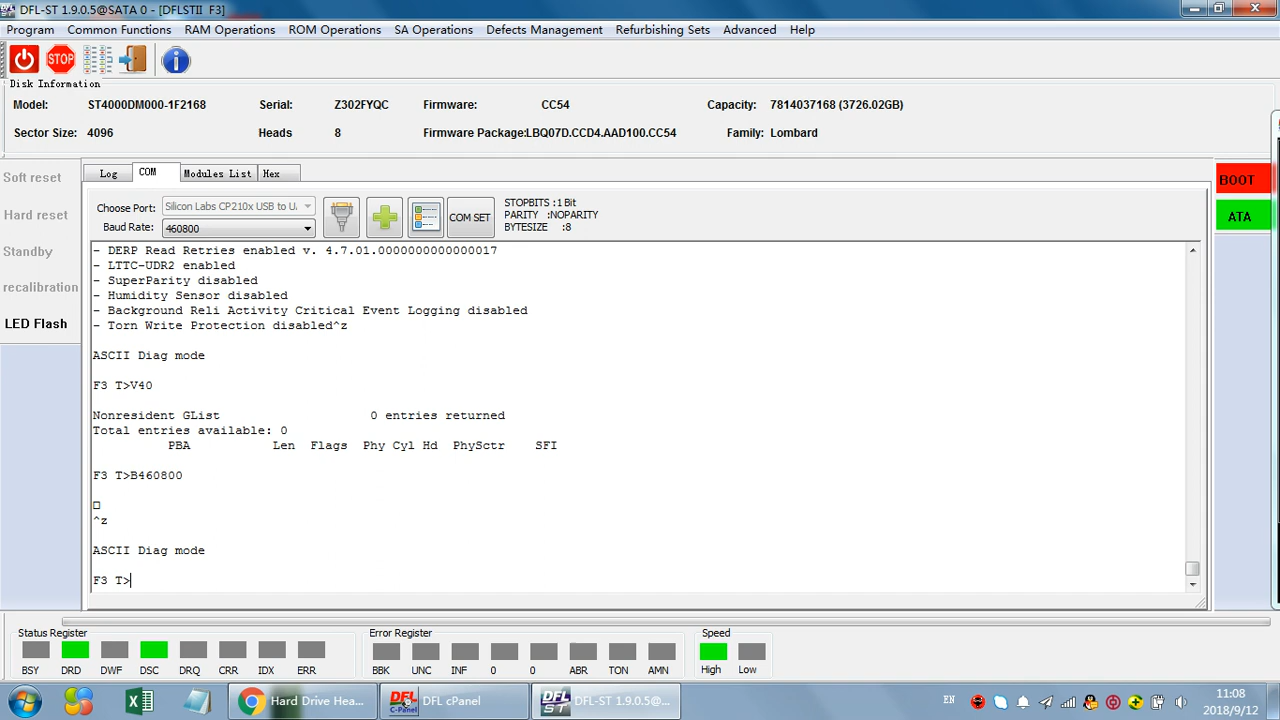 DFL-ST 1.9.0.5@SATA 0 - [DFLSTII F3]
Program Common Functions RAM Operations ROM Operations SA Operations Defects Management Refurbishing Sets Advanced Help
STOP
Disk Information
Model: ST4000DM000-1F2168 Serial: Z302FYQC Firmware: CC54 Capacity: 7814037168 (3726.02GB)
Sector Size: 4096 Heads 8 Firmware Package:LBQ07D.CCD4.AAD100.CC54 Family: Lombard
Soft reset
Hard reset
Standby
recalibration
LED Flash
Log COM Modules List Hex
Choose Port: Silicon Labs CP210x USB to U
Baud Rate: 460800
COM SET
STOPBITS :1 Bit
PARITY :NOPARITY
BYTESIZE :8
BOOT
ATA
- DERP Read Retries enabled v. 4.7.01.0000000000000017
- LTTC-UDR2 enabled
- SuperParity disabled
- Humidity Sensor disabled
- Background Reli Activity Critical Event Logging disabled
- Torn Write Protection disabled^z
ASCII Diag mode
F3 T>V40
Nonresident GList 0 entries returned
Total entries available: 0
PBA Len Flags Phy Cyl Hd PhySctr SFI
F3 T>B460800
□
^z
ASCII Diag mode
F3 T>
Status Register Error Register Speed
BSY DRD DWF DSC DRQ CRR IDX ERR BBK UNC INF 0 0 ABR TON AMN High Low
Hard Drive Hea... DFL C-Panel DFL cPanel DFL ST DFL-ST 1.9.0.5@... EN
11:08
2018/9/12